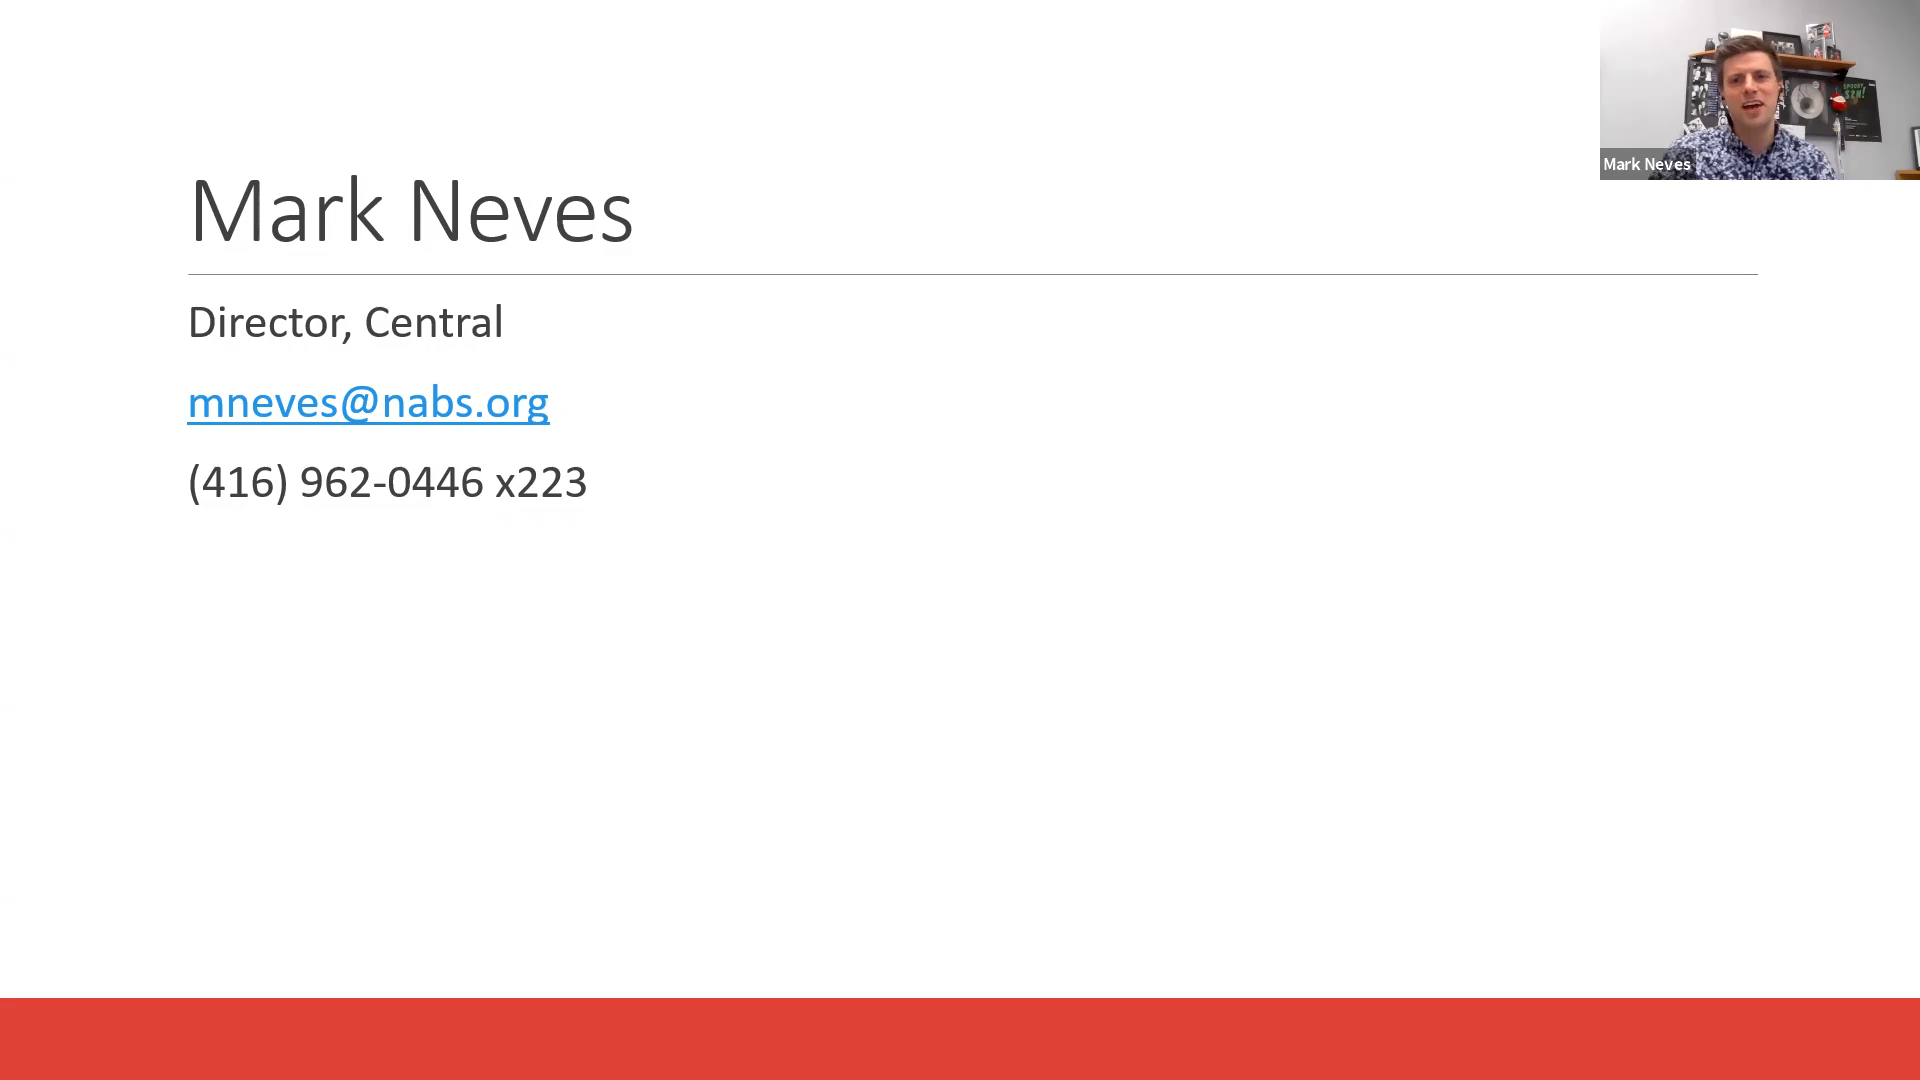 Mark Neves
Mark Neves
Director, Central
mneves@nabs.org
(416) 962-0446 x223